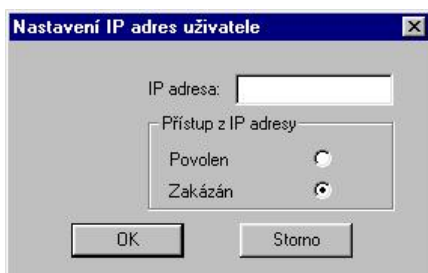 Nastavení IP adres uživatele
IP adresa:
Přístup z IP adresy
Povolen
Zakázán
OK Storno